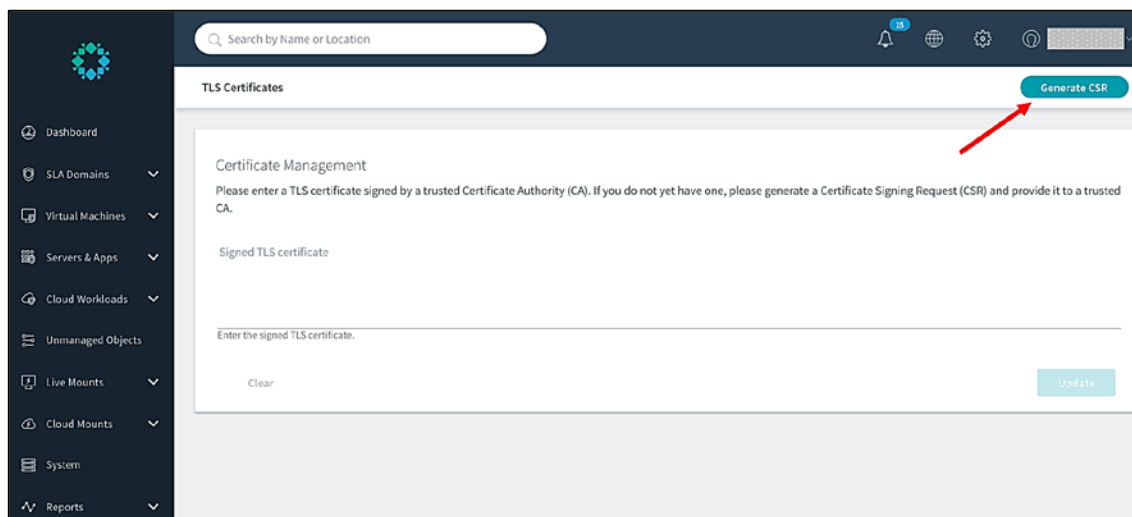 Search by Name or Location
15
TLS Certificates
Generate CSR
Dashboard
SLA Domains
Virtual Machines
Servers & Apps
Cloud Workloads
Unmanaged Objects
Live Mounts
Cloud Mounts
System
Reports
Certificate Management
Please enter a TLS certificate signed by a trusted Certificate Authority (CA). If you do not yet have one, please generate a Certificate Signing Request (CSR) and provide it to a trusted
CA.
Signed TLS certificate
Enter the signed TLS certificate.
Clear
Update